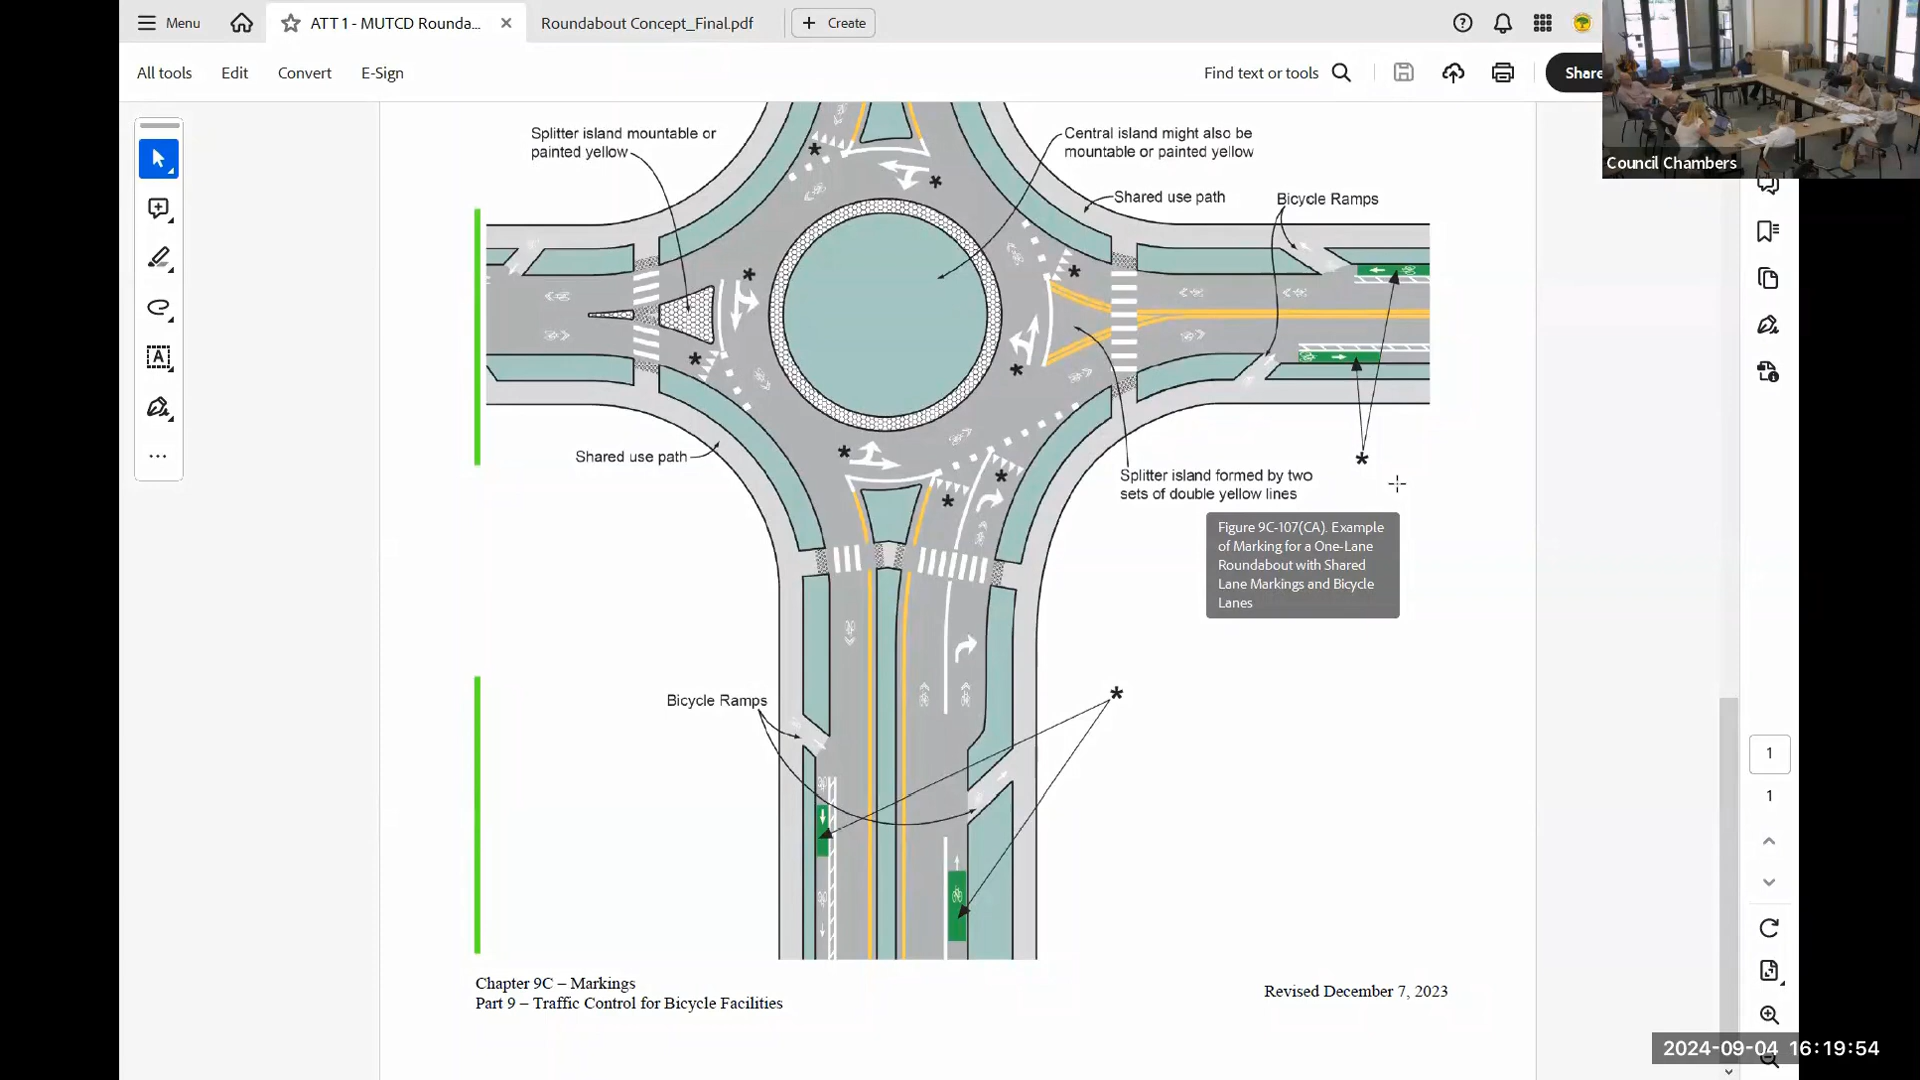 Menu
ATT 1 - MUTCD Rounda...
Roundabout Concept_Final.pdf
Create
All tools
Edit
Convert
E-Sign
Find text or tools
Share
Council Chambers
Splitter island mountable or
painted yellow
Central island might also be
mountable or painted yellow
Shared use path
Bicycle Ramps
Shared use path
Splitter island formed by two
sets of double yellow lines
Figure 9C-107(CA). Example
of Marking for a One-Lane
Roundabout with Shared
Lane Markings and Bicycle
Lanes
Bicycle Ramps
1
1
Chapter 9C – Markings
Part 9 – Traffic Control for Bicycle Facilities
Revised December 7, 2023
2024-09-04 16:19:54